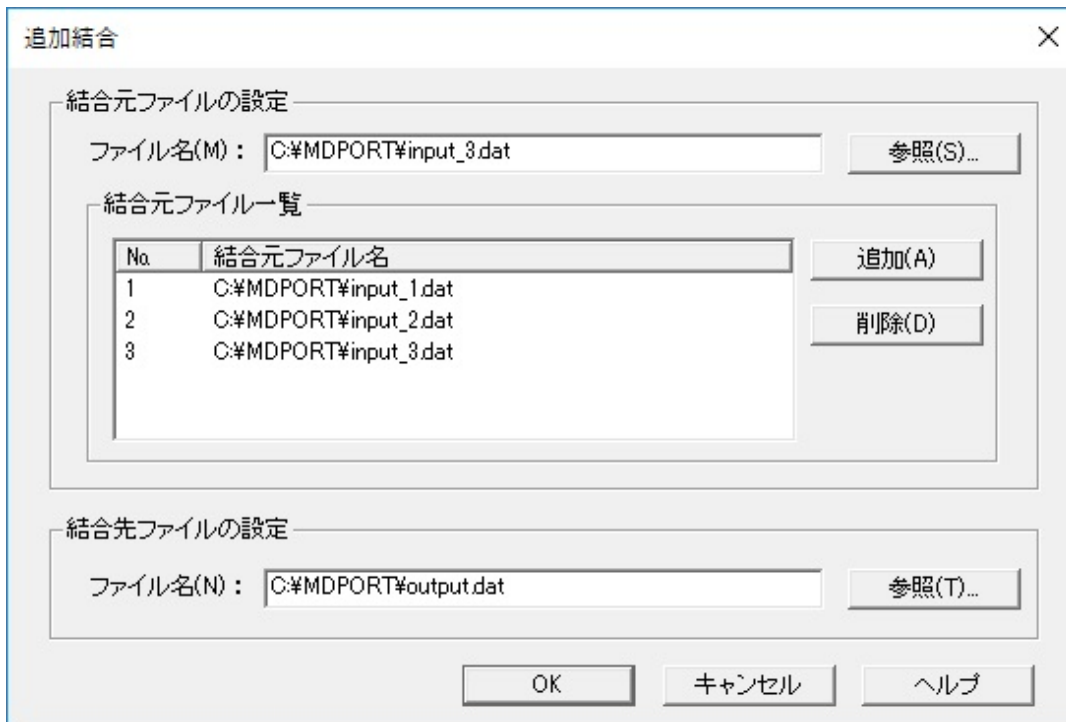 追加結合
結合元ファイルの設定
ファイル名(M)： C:¥MDPORT¥input_3.dat 参照(S)...
結合元ファイル一覧
No. 結合元ファイル名 追加(A)
1 C:¥MDPORT¥input_1.dat
2 C:¥MDPORT¥input_2.dat 削除(D)
3 C:¥MDPORT¥input_3.dat
結合先ファイルの設定
ファイル名(N)： C:¥MDPORT¥output.dat 参照(T)...
OK キャンセル ヘルプ